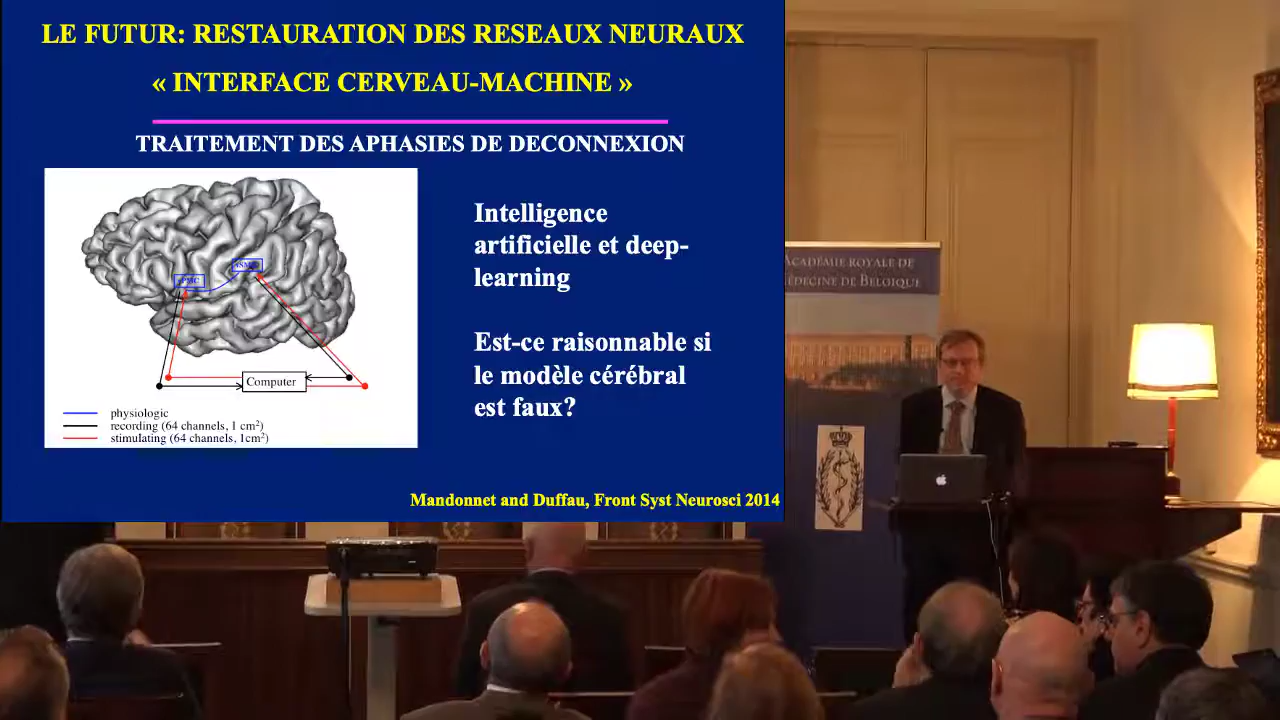 LE FUTUR: RESTAURATION DES RESEAUX NEURAUX
« INTERFACE CERVEAU-MACHINE »
TRAITEMENT DES APHASIES DE DECONNEXION
Intelligence
artificielle et deep-
learning
Est-ce raisonnable si
le modèle cérébral
est faux?
Computer
physiologic
recording (64 channels, 1 cm²)
stimulating (64 channels, 1cm²)
Mandonnet and Duffau, Front Syst Neurosci 2014
ACADÉMIE ROYALE DE
MÉDECINE DE BELGIQUE